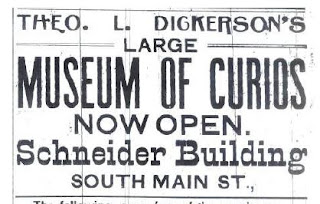 THEO. L. DICKERSON'S
LARGE
MUSEUM OF CURIOS
NOW OPEN.
Schneider Building
SOUTH MAIN ST.,